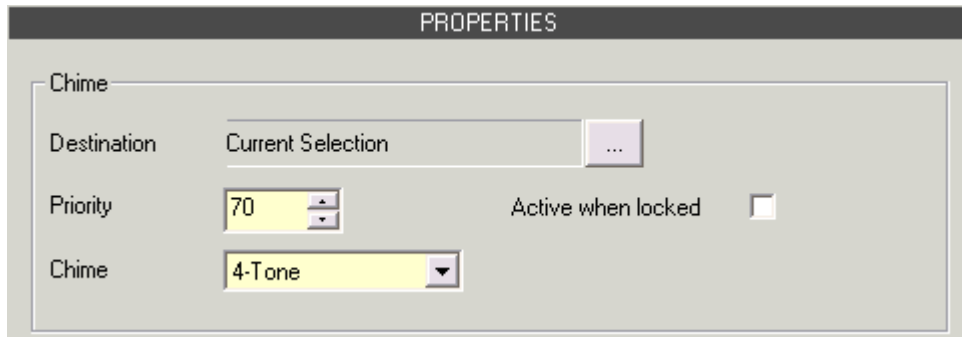 PROPERTIES
Chime
Destination Current Selection ...
Priority 70 Active when locked
Chime 4-Tone